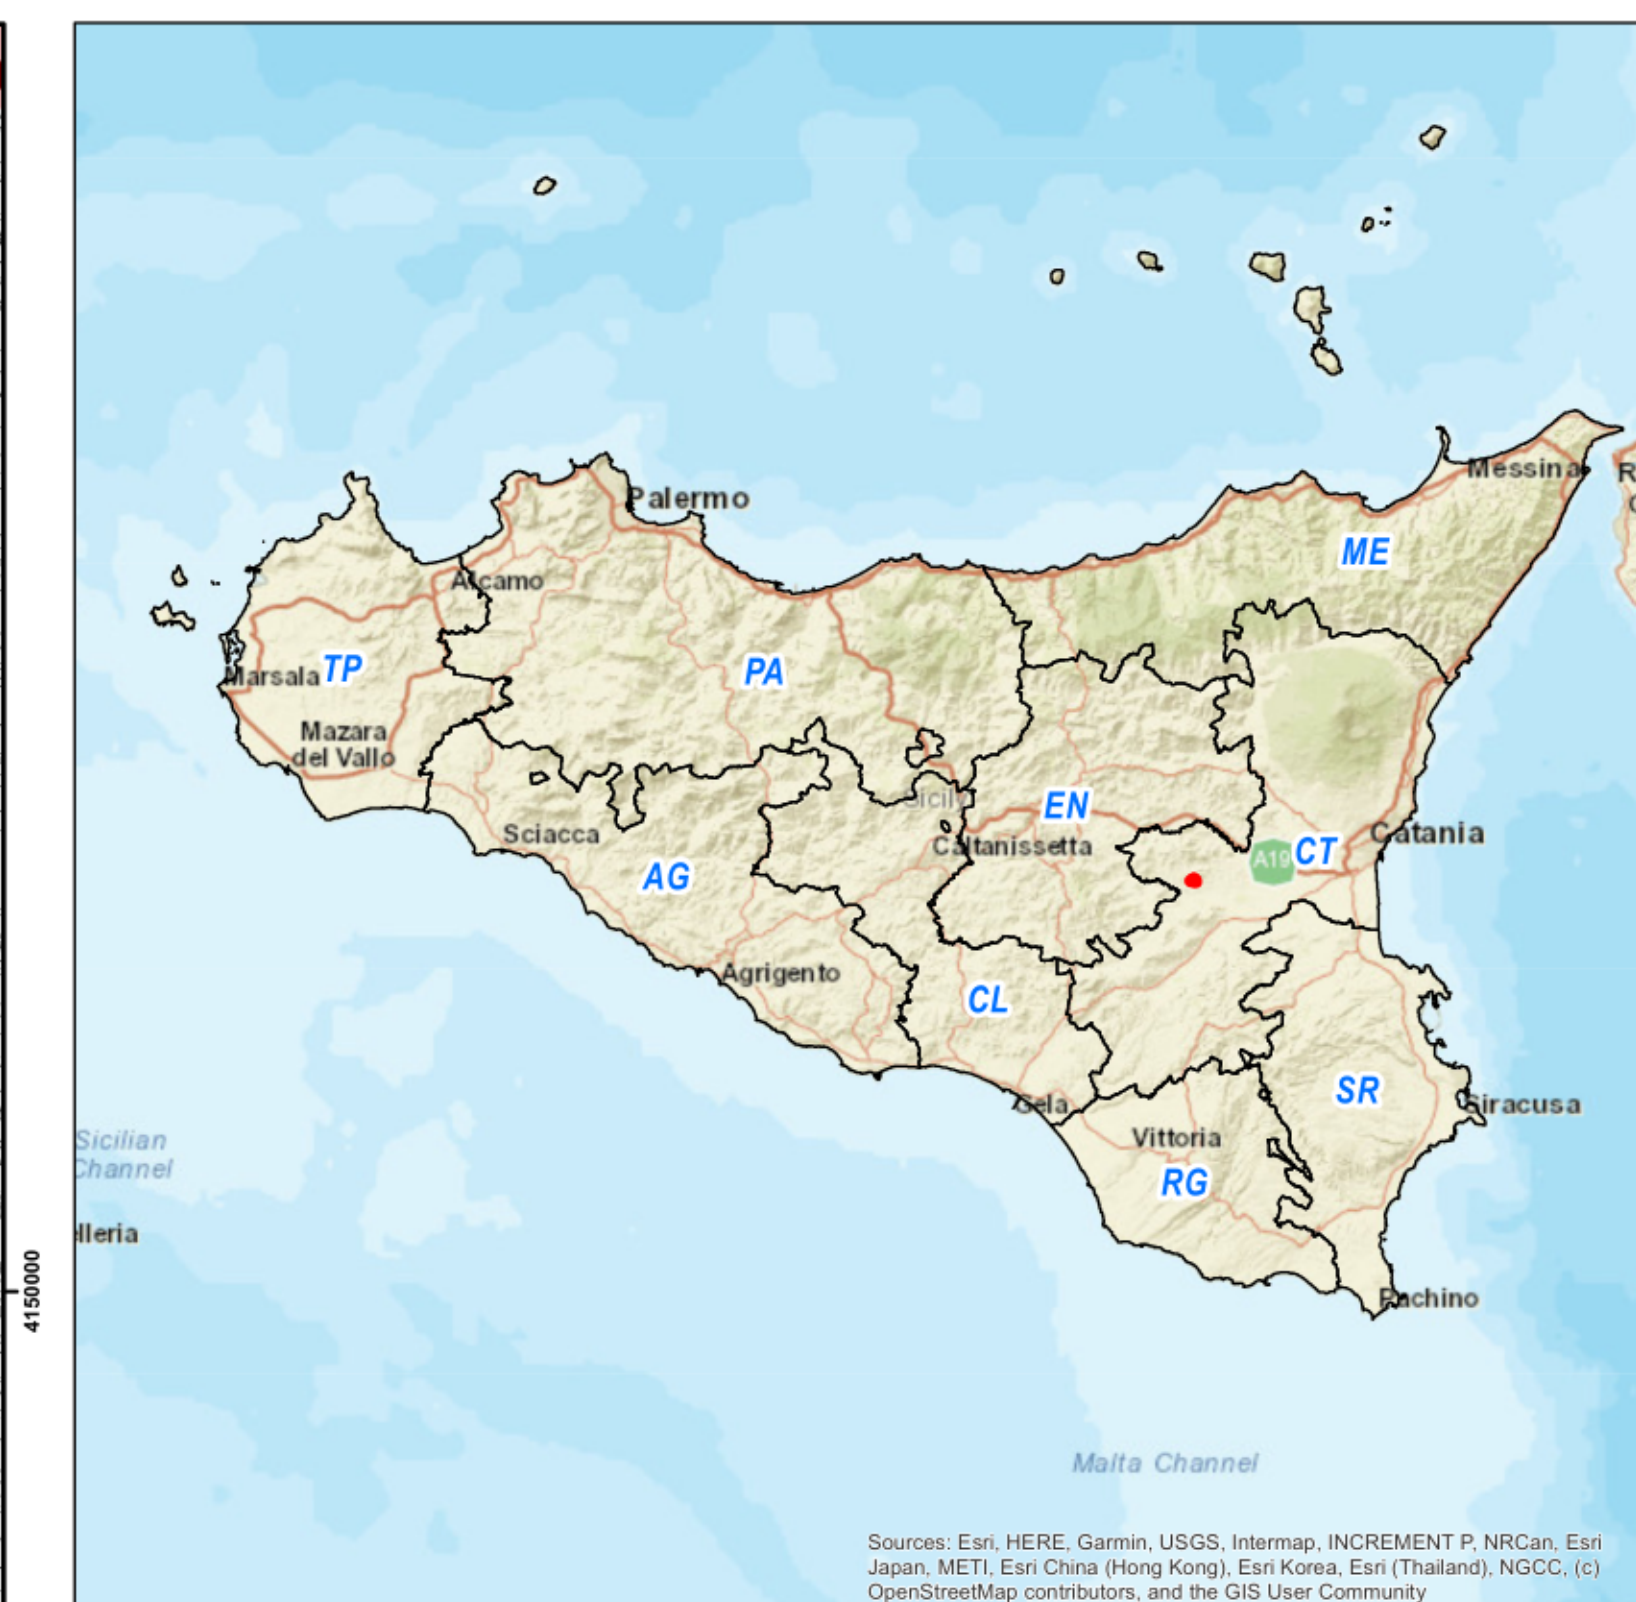 Messina
R
Palermo
ME
Alcamo
TP
PA
Marsala
Mazara
del Vallo
Sicily
EN
Sciacca
Caltanissetta
A19
CT
Catania
AG
Agrigento
CL
SR
Gela
Siracusa
Vittoria
Sicilian
Channel
RG
elleria
4150000
Pachino
Malta Channel
Sources: Esri, HERE, Garmin, USGS, Intermap, INCREMENT P, NRCan, Esri
Japan, METI, Esri China (Hong Kong), Esri Korea, Esri (Thailand), NGCC, (c)
OpenStreetMap contributors, and the GIS User Community